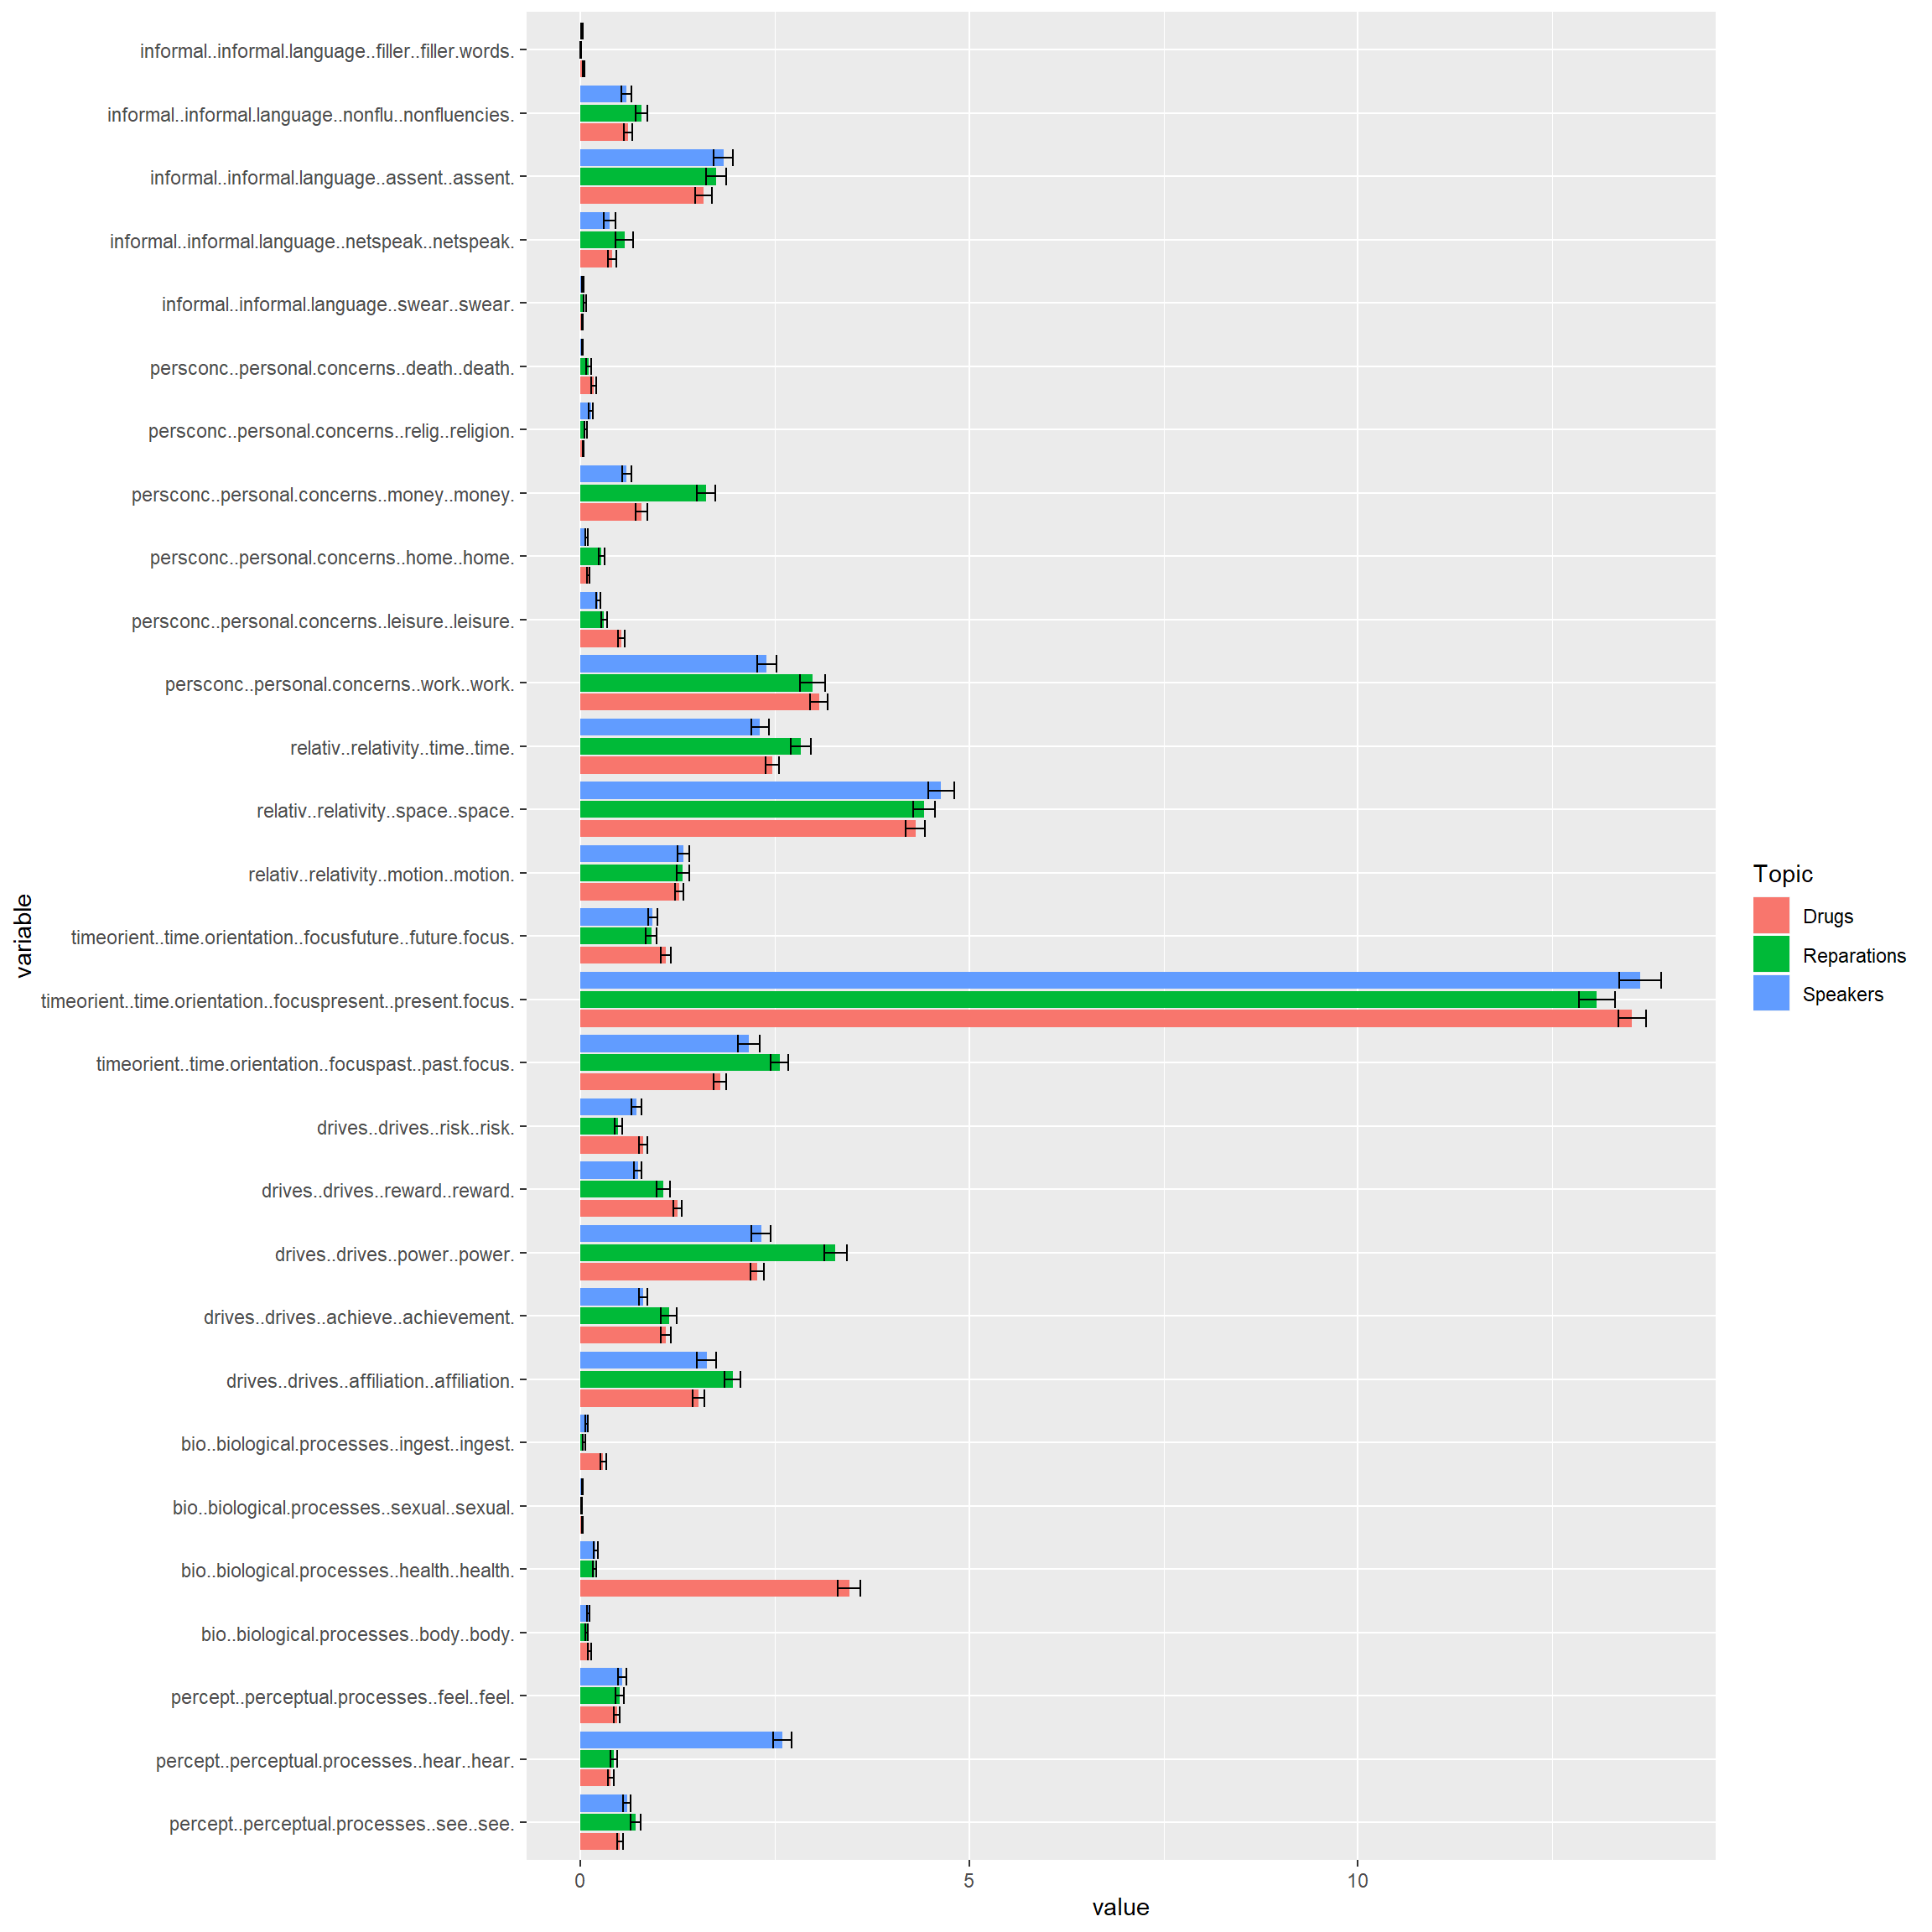 informal..informal.language..filler..filler.words.
informal..informal.language..nonflu..nonfluencies.
informal..informal.language..assent..assent.
informal..informal.language..netspeak..netspeak.
informal..informal.language..swear..swear.
persconc..personal.concerns..death..death.
persconc..personal.concerns..relig..religion.
persconc..personal.concerns..money..money.
persconc..personal.concerns..home..home.
persconc..personal.concerns..leisure..leisure.
persconc..personal.concerns..work..work.
relativ..relativity..time..time.
relativ..relativity..space..space.
relativ..relativity..motion..motion.
timeorient..time.orientation..focusfuture..future.focus.
timeorient..time.orientation..focuspresent..present.focus.
timeorient..time.orientation..focuspast..past.focus.
drives..drives..risk..risk.
drives..drives..reward..reward.
drives..drives..power..power.
drives..drives..achieve..achievement.
drives..drives..affiliation..affiliation.
bio..biological.processes..ingest..ingest.
bio..biological.processes..sexual..sexual.
bio..biological.processes..health..health.
bio..biological.processes..body..body.
percept..perceptual.processes..feel..feel.
percept..perceptual.processes..hear..hear.
percept..perceptual.processes..see..see.
variable
0 5 10
value
Topic
Drugs
Reparations
Speakers